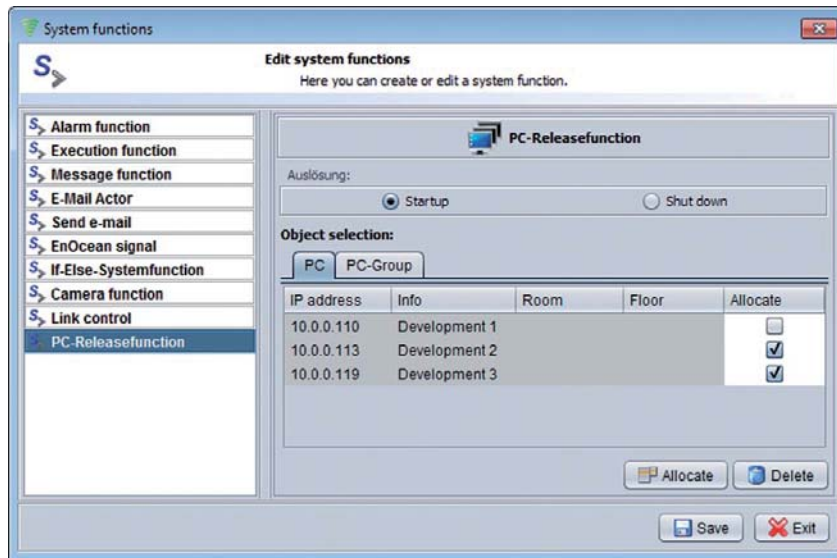 System functions
Edit system functions
Here you can create or edit a system function.
Alarm function
Execution function
Message function
E-Mail Actor
Send e-mail
EnOcean signal
If-Else-Systemfunction
Camera function
Link control
PC-Releasefunction
PC-Releasefunction
Auslösung:
Startup Shut down
Object selection:
PC PC-Group
IP address Info Room Floor Allocate
10.0.0.110 Development 1
10.0.0.113 Development 2
10.0.0.119 Development 3
Allocate Delete
Save Exit